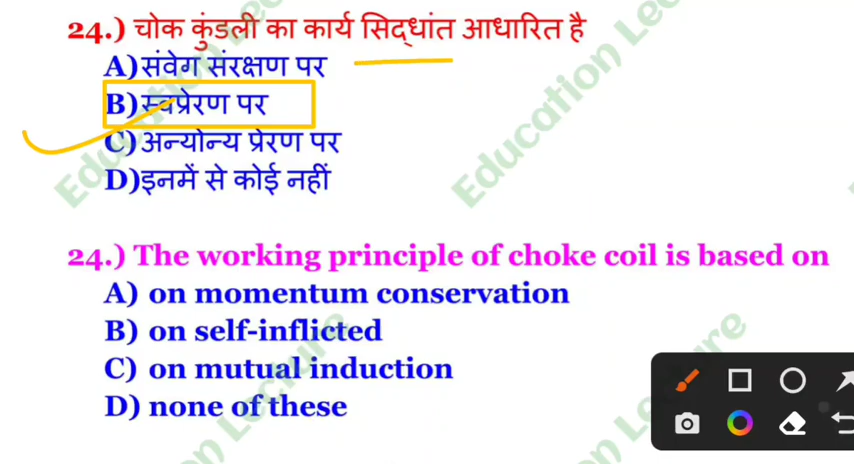 24.) चोक कुंडली का कार्य सिद्धांत आधारित है
A)संवेग संरक्षण पर
B)स्वप्रेरण पर
C)अन्योन्य प्रेरण पर
D)इनमें से कोई नहीं
24.) The working principle of choke coil is based on
A) on momentum conservation
B) on self-inflicted
C) on mutual induction
D) none of these
Education Lecture
Education Lecture